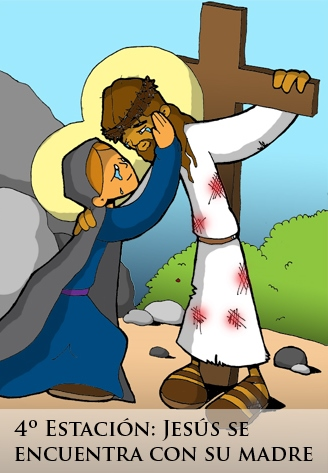 4º Estación: Jesús se
encuentra con su madre